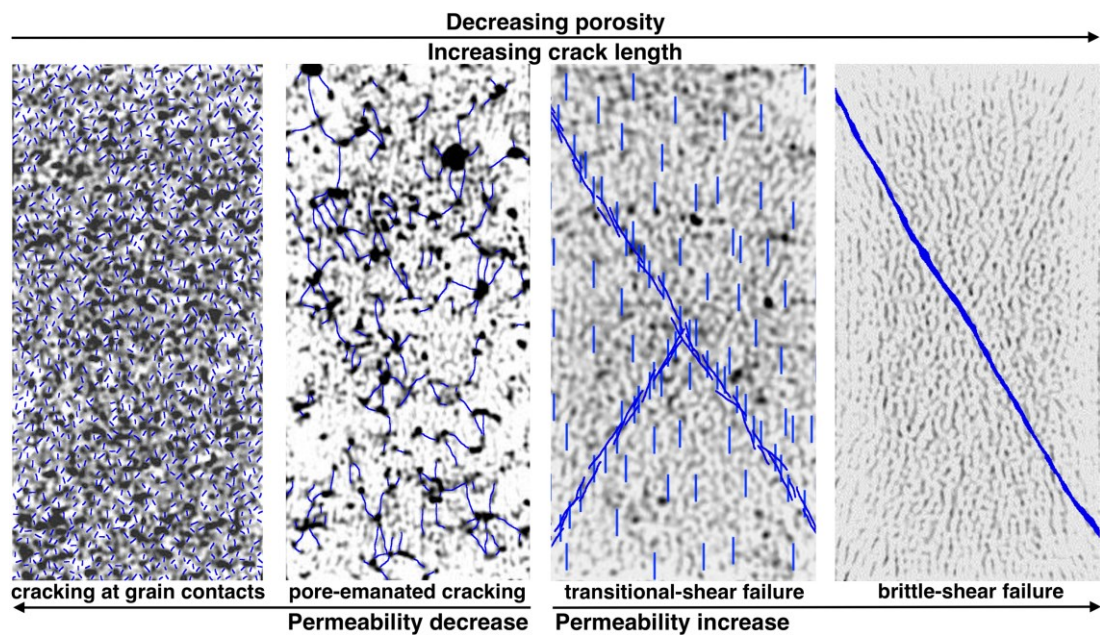 Decreasing porosity
Increasing crack length
cracking at grain contacts
pore-emanated cracking
transitional-shear failure
brittle-shear failure
Permeability decrease
Permeability increase